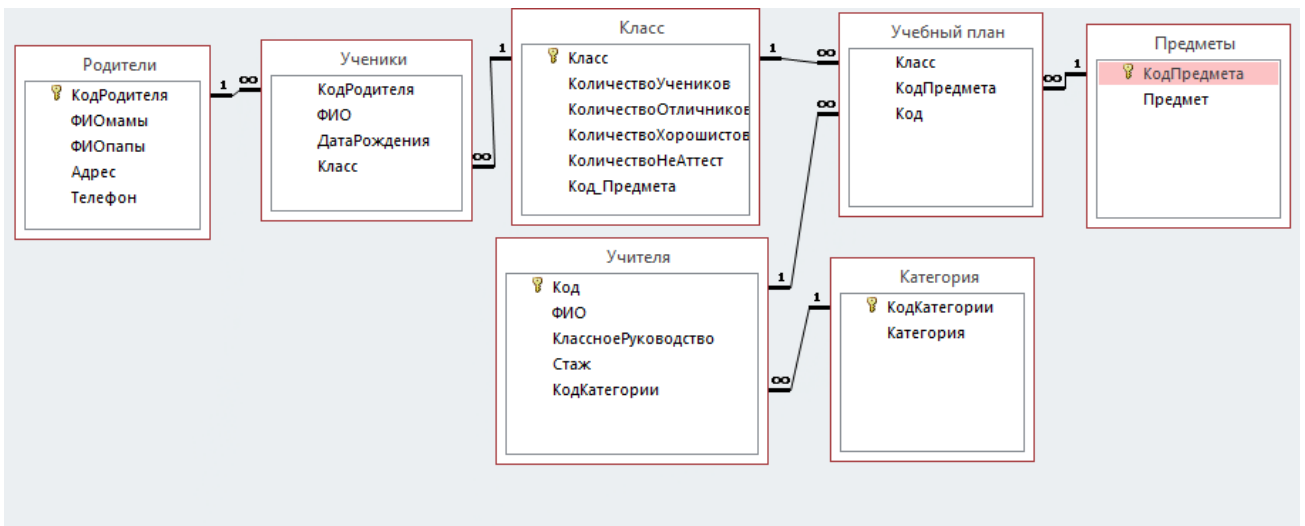 Родители
КодРодителя
ФИОмамы
ФИОпапы
Адрес
Телефон
1
∞
Ученики
КодРодителя
ФИО
ДатаРождения
Класс
∞
1
Класс
Класс
КоличествоУчеников
КоличествоОтличников
КоличествоХорошистов
КоличествоНеАттест
Код_Предмета
1
∞
∞
Учебный план
Класс
КодПредмета
Код
∞
1
Предметы
КодПредмета
Предмет
Учителя
Код
ФИО
КлассноеРуководство
Стаж
КодКатегории
1
∞
1
Категория
КодКатегории
Категория